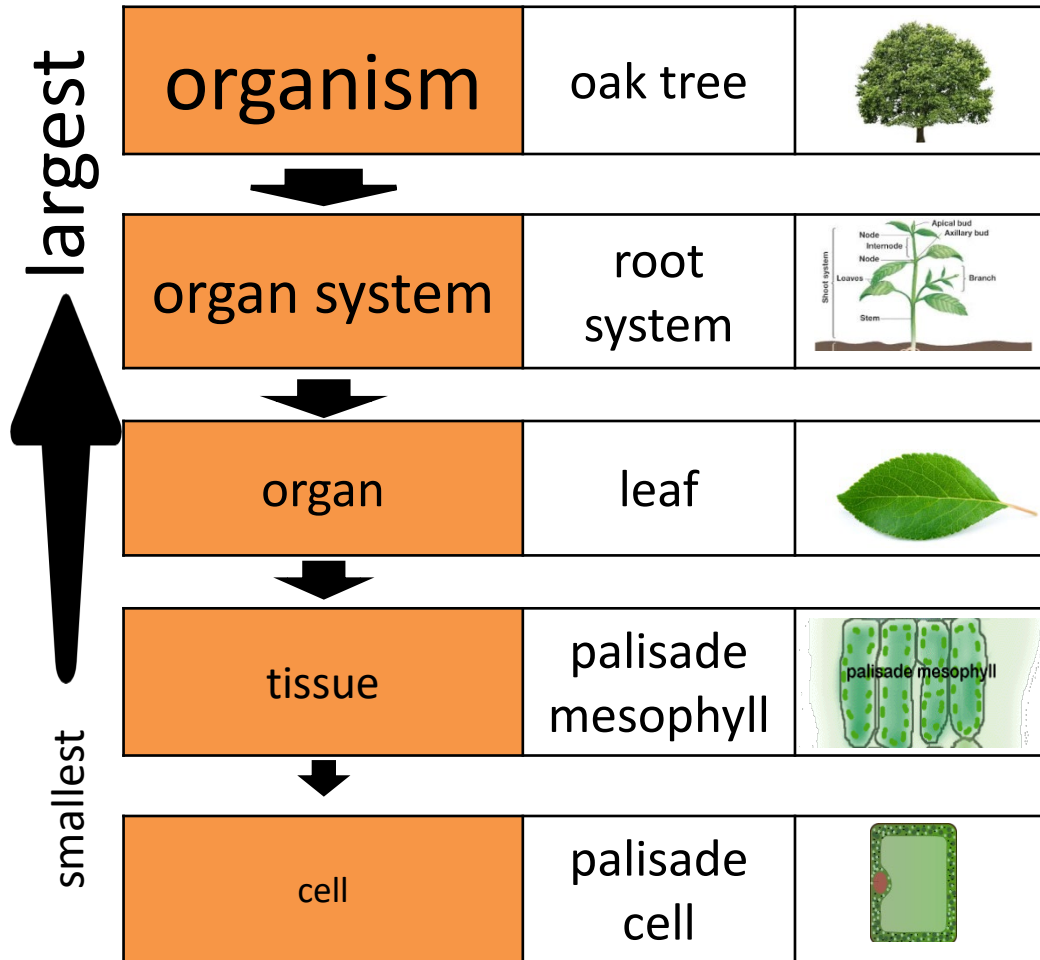 largest
smallest
organism
oak tree
organ system
root
system
Apical bud
Axillary bud
Node
Internode
Node
Leaves
Branch
Stem
Shoot system
organ
leaf
tissue
palisade
mesophyll
palisade mesophyll
cell
palisade
cell